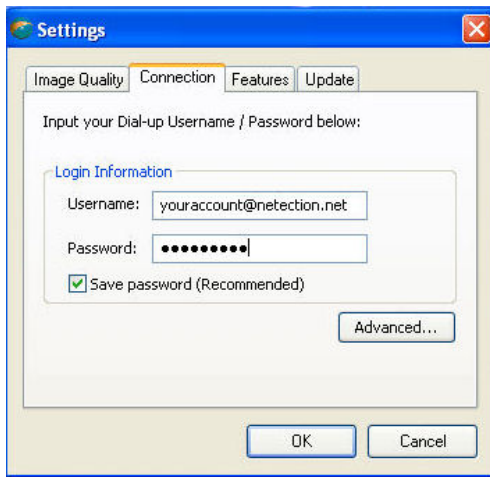 Settings
Image Quality Connection Features Update
Input your Dial-up Username / Password below:
Login Information
Username: youraccount@netection.net
Password: ●●●●●●●●●
Save password (Recommended)
Advanced...
OK Cancel